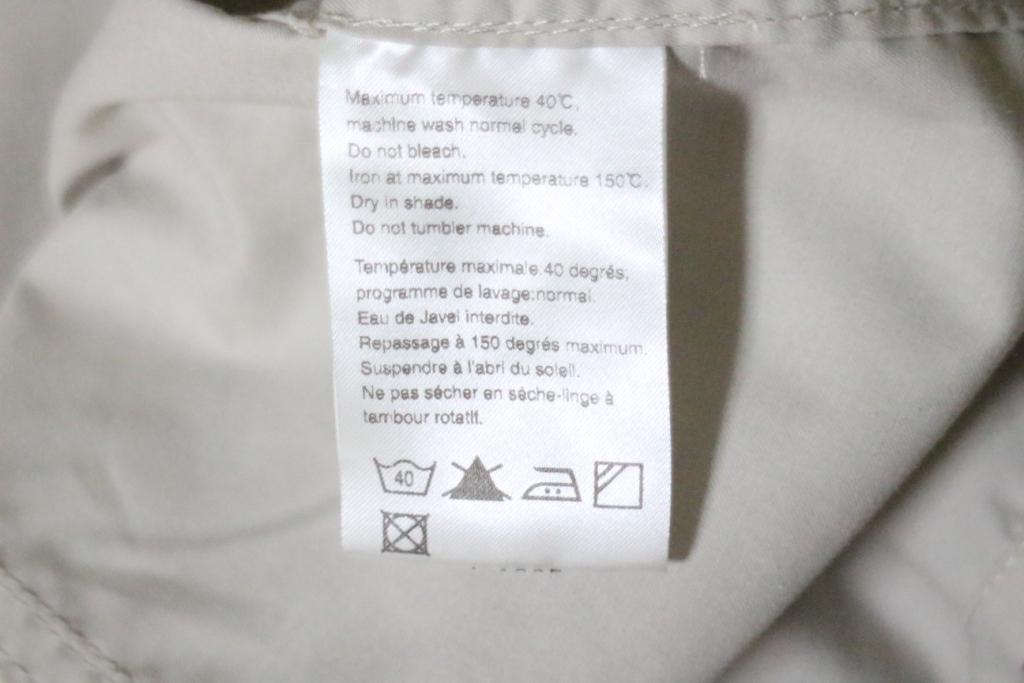 Maximum temperature 40℃,
machine wash normal cycle.
Do not bleach.
Iron at maximum temperature 150℃.
Dry in shade.
Do not tumbler machine.
Température maximale:40 degrés,
programme de lavage:normal.
Eau de Javel interdite.
Repassage à 150 degrés maximum.
Suspendre à l'abri du soleil.
Ne pas sécher en sèche-linge à
tambour rotatif.
40